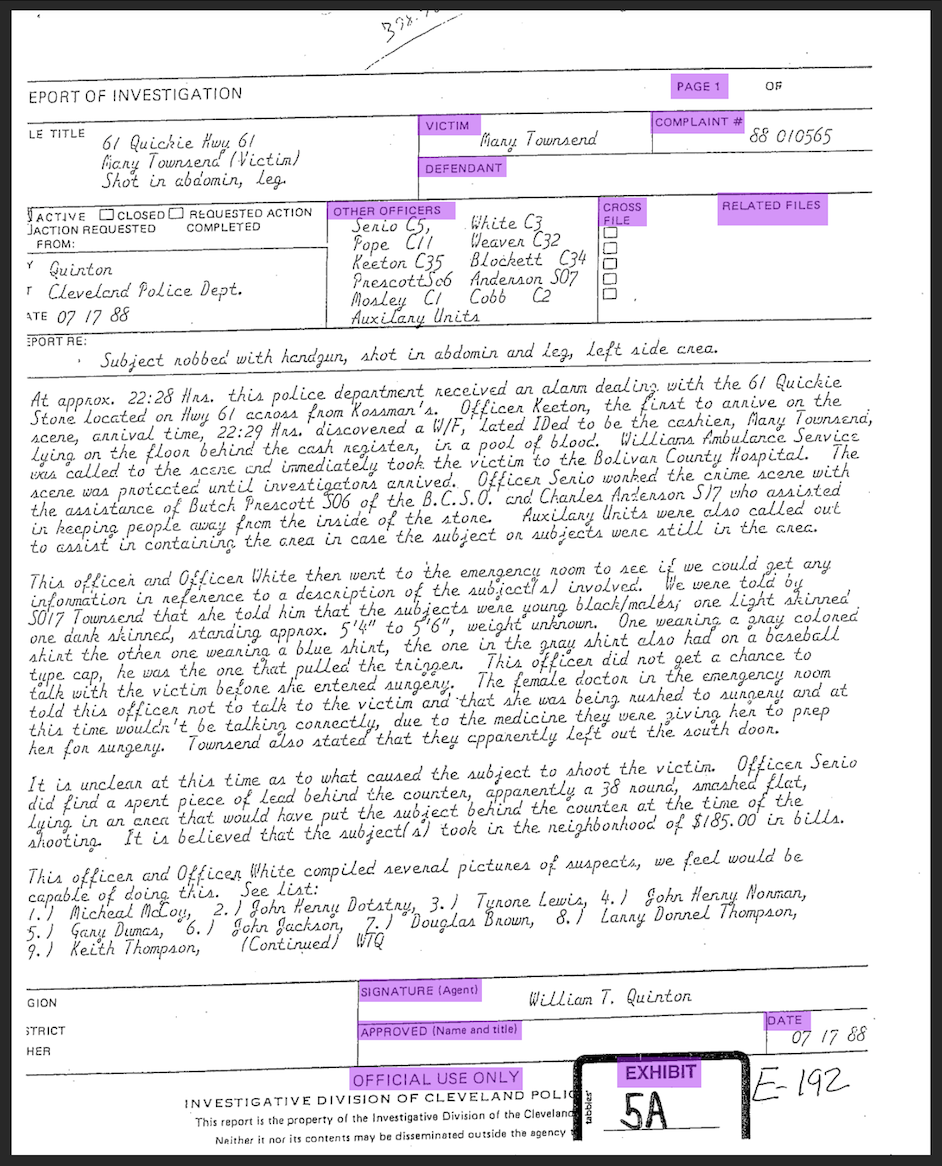 398.
EPORT OF INVESTIGATION
PAGE 1 OF
LE TITLE
61 Quickie Hwy 61
Mary Townsend (Victim)
Shot in abdomin, leg.
VICTIM
Mary Townsend
COMPLAINT #
88 010565
DEFENDANT
ACTIVE CLOSED REQUESTED ACTION
ACTION REQUESTED COMPLETED
FROM:
Y Quinton
T Cleveland Police Dept.
ATE 07 17 88
OTHER OFFICERS
Serio C5, White C3
Pope C11 Weaver C32
Keeton C35 Blockett C34
Prescott So6 Anderson SO7
Mosley C1 Cobb C2
Auxilary Units
CROSS
FILE
RELATED FILES
EPORT RE:
Subject robbed with handgun, shot in abdomin and leg, left side area.
At approx. 22:28 Hrs. this police department received an alarm dealing with the 61 Quickie
Store located on Hwy 61 across from Kossman's. Officer Keeton, the first to arrive on the
scene, arrival time, 22:29 Hrs. discovered a W/F, lated IDed to be the cashier, Mary Townsend,
lying on the floor behind the cash register, in a pool of blood. Willians Ambulance Service
was called to the scene and immediately took the victim to the Bolivar County Hospital. The
scene was protected until investigators arrived. Officer Serio worked the crime scene with
the assistance of Butch Prescott SO6 of the B.C.S.O. and Charles Anderson S17 who assisted
in keeping people away from the inside of the store. Auxilary Units were also called out
to assist in containing the area in case the subject or subjects were still in the area.
This officer and Officer White then went to the emergency room to see if we could get any
information in reference to a description of the subject(s) involved. We were told by
SO17 Townsend that she told him that the subjects were young black/males; one light skinned
one dark skinned, standing approx. 5'4" to 5'6", weight unknown. One wearing a gray colored
shirt the other one wearing a blue shirt, the one in the gray shirt also had on a baseball
type cap, he was the one that pulled the trigger. This officer did not get a chance to
talk with the victim before she entered surgery. The female doctor in the emergency room
told this officer not to talk to the victim and that she was being rushed to surgery and at
this time wouldn't be talking correctly, due to the medicine they were giving her to prep
her for surgery. Townsend also stated that they apparently left out the south door.
It is unclear at this time as to what caused the subject to shoot the victim. Officer Serio
did find a spent piece of lead behind the counter, apparently a 38 round, smashed flat,
lying in an area that would have put the subject behind the counter at the time of the
shooting. It is believed that the subject(s) took in the neighborhood of $185.00 in bills.
This officer and Officer White compiled several pictures of suspects, we feel would be
capable of doing this. See list:
1.) Micheal McLoy, 2.) John Henry Dotstry, 3.) Tyrone Lewis, 4.) John Henry Norman,
5.) Gary Dumas, 6.) John Jackson, 7.) Douglas Brown, 8.) Larry Donnel Thompson,
9.) Keith Thompson, (Continued) WTQ
GION
STRICT
HER
SIGNATURE (Agent)
William T. Quinton
APPROVED (Name and title)
DATE
07 17 88
OFFICIAL USE ONLY
INVESTIGATIVE DIVISION OF CLEVELAND POLIC
This report is the property of the Investigative Division of the Cleveland
Neither it nor its contents may be disseminated outside the agency
tabbies'
EXHIBIT
5A
E-192